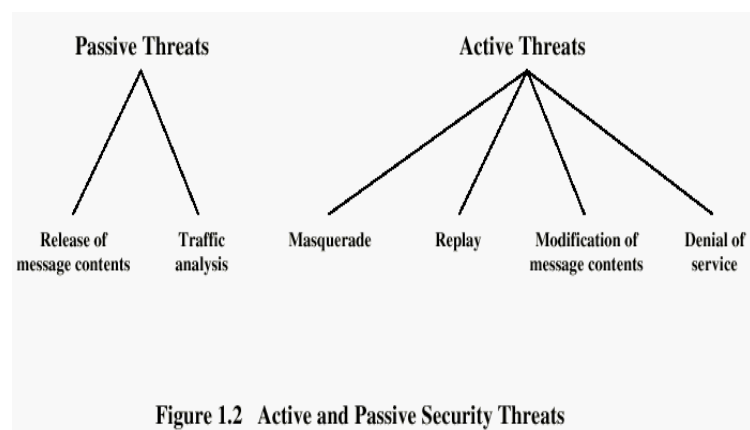 Passive Threats
Active Threats
Release of
message contents
Traffic
analysis
Masquerade
Replay
Modification of
message contents
Denial of
service
Figure 1.2 Active and Passive Security Threats